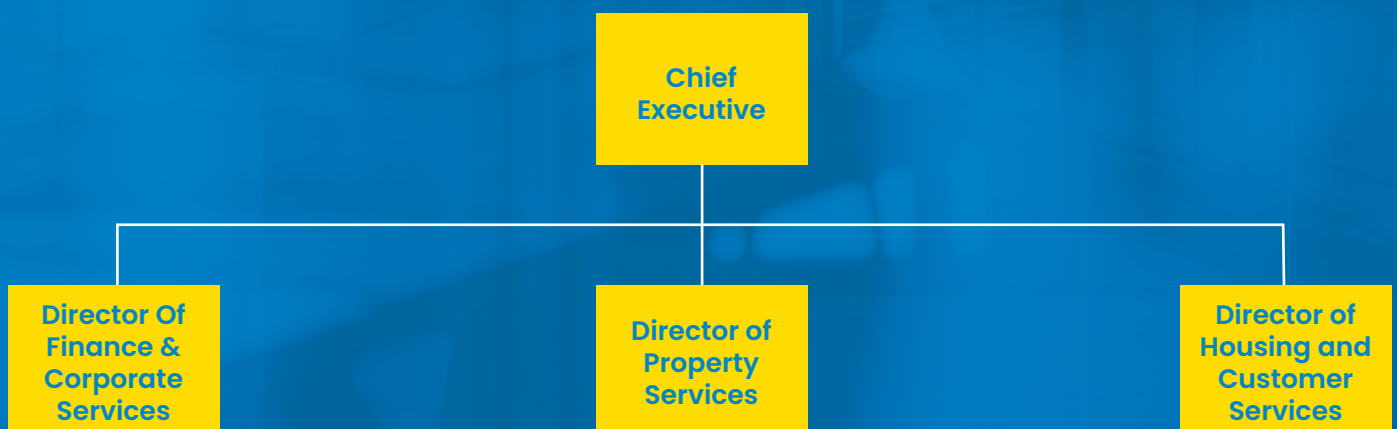 Chief
Executive
Director Of
Finance &
Corporate
Services
Director of
Property
Services
Director of
Housing and
Customer
Services